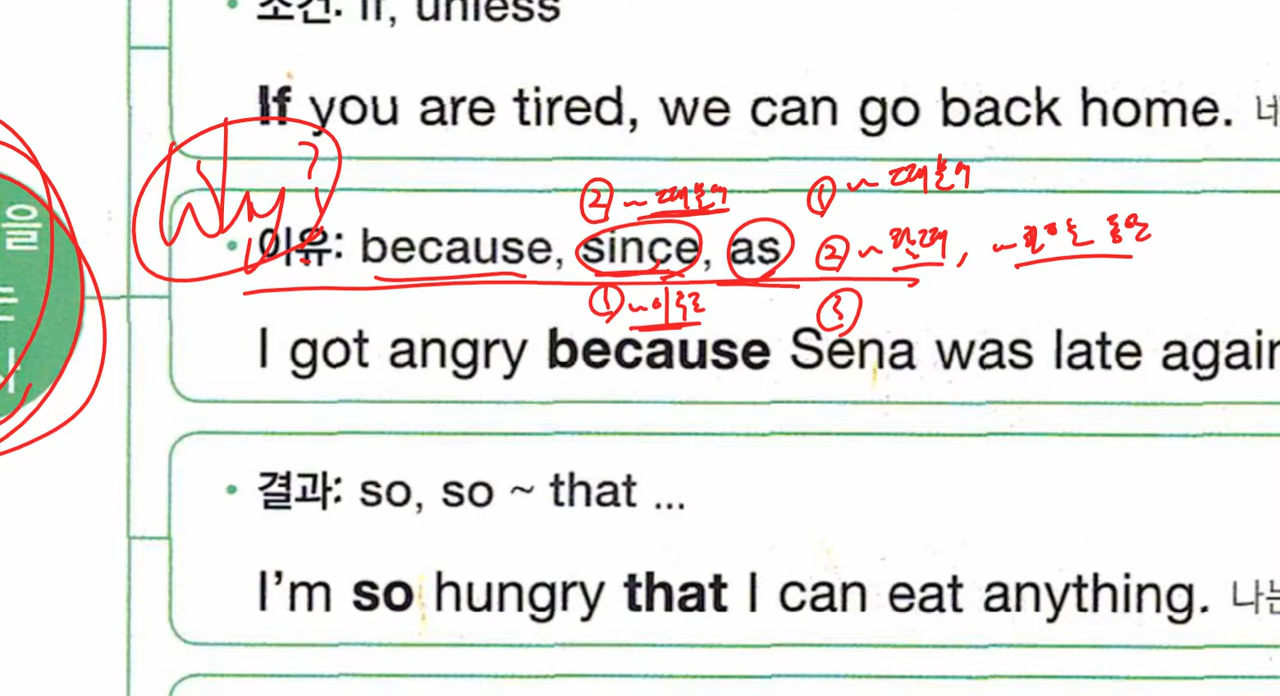 • 조건: if, unless
If you are tired, we can go back home. 네
Why?
② ~ 때문에 ① ~ 때문에
• 이유: because, since, as ② ~할 때, ~하는 동안
① ~이후로 ③
I got angry because Sena was late again
• 결과: so, so ~ that ...
I'm so hungry that I can eat anything. 나는
을